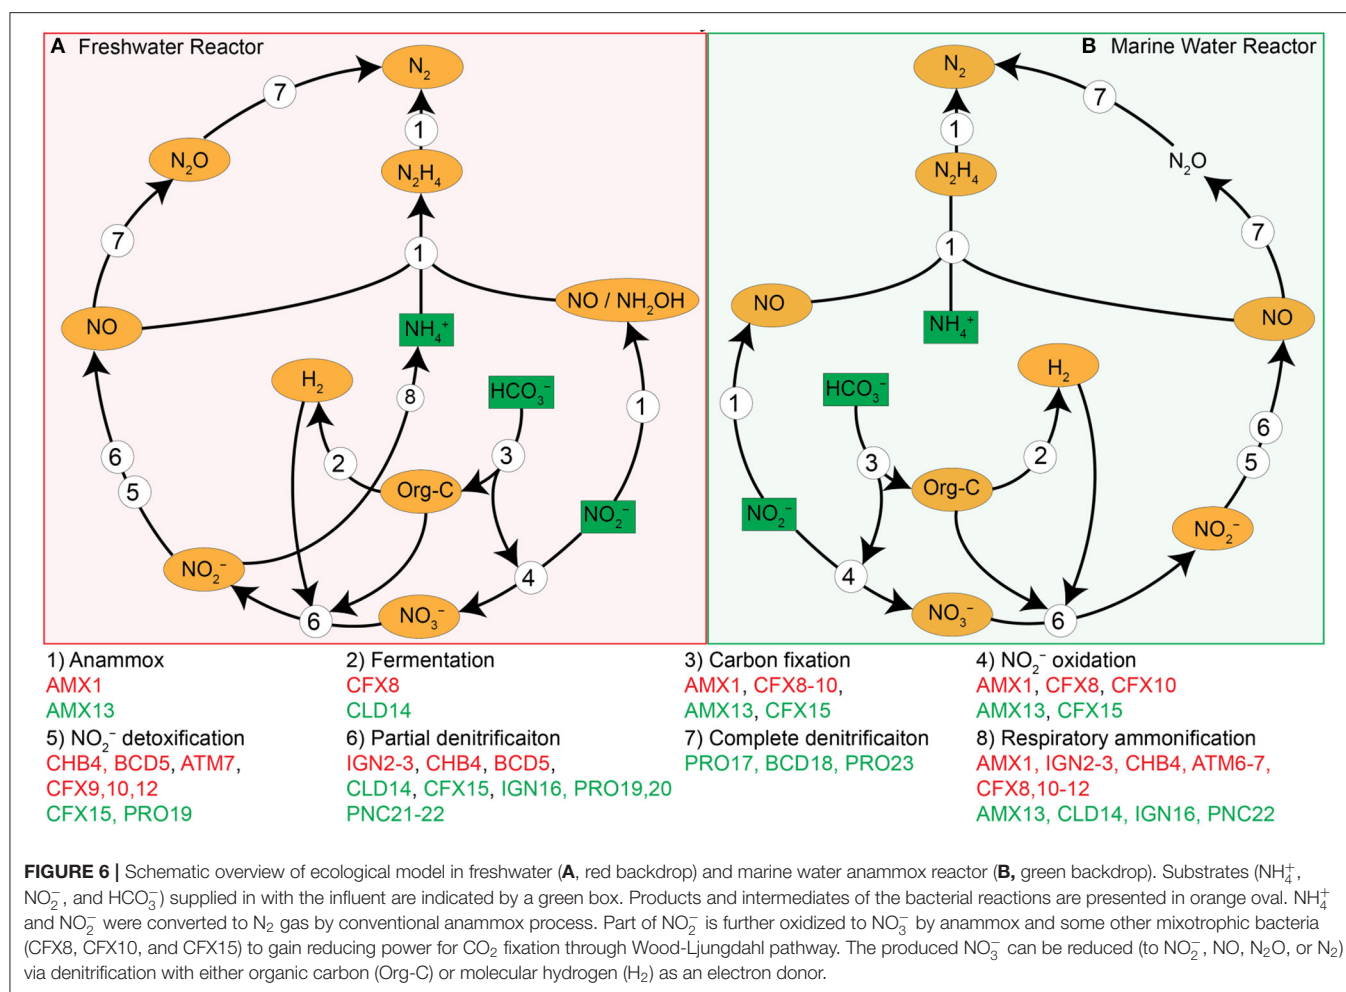 A Freshwater Reactor
N₂
7
1
N₂O
N₂H₄
7
1
NO / NH₂OH
NO
NH₄⁺
H₂
HCO₃⁻
8
1
6
2
3
5
Org-C
NO₂⁻
NO₂⁻
4
6
NO₃⁻
B Marine Water Reactor
N₂
7
1
N₂O
N₂H₄
7
1
NO
NH₄⁺
NO
H₂
HCO₃⁻
1
6
3
2
5
Org-C
NO₂⁻
NO₂⁻
4
NO₃⁻
6
1) Anammox
AMX1
AMX13
2) Fermentation
CFX8
CLD14
3) Carbon fixation
AMX1, CFX8-10,
AMX13, CFX15
4) NO₂⁻ oxidation
AMX1, CFX8, CFX10
AMX13, CFX15
5) NO₂⁻ detoxification
CHB4, BCD5, ATM7,
CFX9,10,12
CFX15, PRO19
6) Partial denitrificaiton
IGN2-3, CHB4, BCD5,
CLD14, CFX15, IGN16, PRO19,20
PNC21-22
7) Complete denitrificaiton
PRO17, BCD18, PRO23
8) Respiratory ammonification
AMX1, IGN2-3, CHB4, ATM6-7,
CFX8,10-12
AMX13, CLD14, IGN16, PNC22
FIGURE 6 | Schematic overview of ecological model in freshwater (A, red backdrop) and marine water anammox reactor (B, green backdrop). Substrates (NH₄⁺,
NO₂⁻, and HCO₃⁻) supplied in with the influent are indicated by a green box. Products and intermediates of the bacterial reactions are presented in orange oval. NH₄⁺
and NO₂⁻ were converted to N₂ gas by conventional anammox process. Part of NO₂⁻ is further oxidized to NO₃⁻ by anammox and some other mixotrophic bacteria
(CFX8, CFX10, and CFX15) to gain reducing power for CO₂ fixation through Wood-Ljungdahl pathway. The produced NO₃⁻ can be reduced (to NO₂⁻, NO, N₂O, or N₂)
via denitrification with either organic carbon (Org-C) or molecular hydrogen (H₂) as an electron donor.